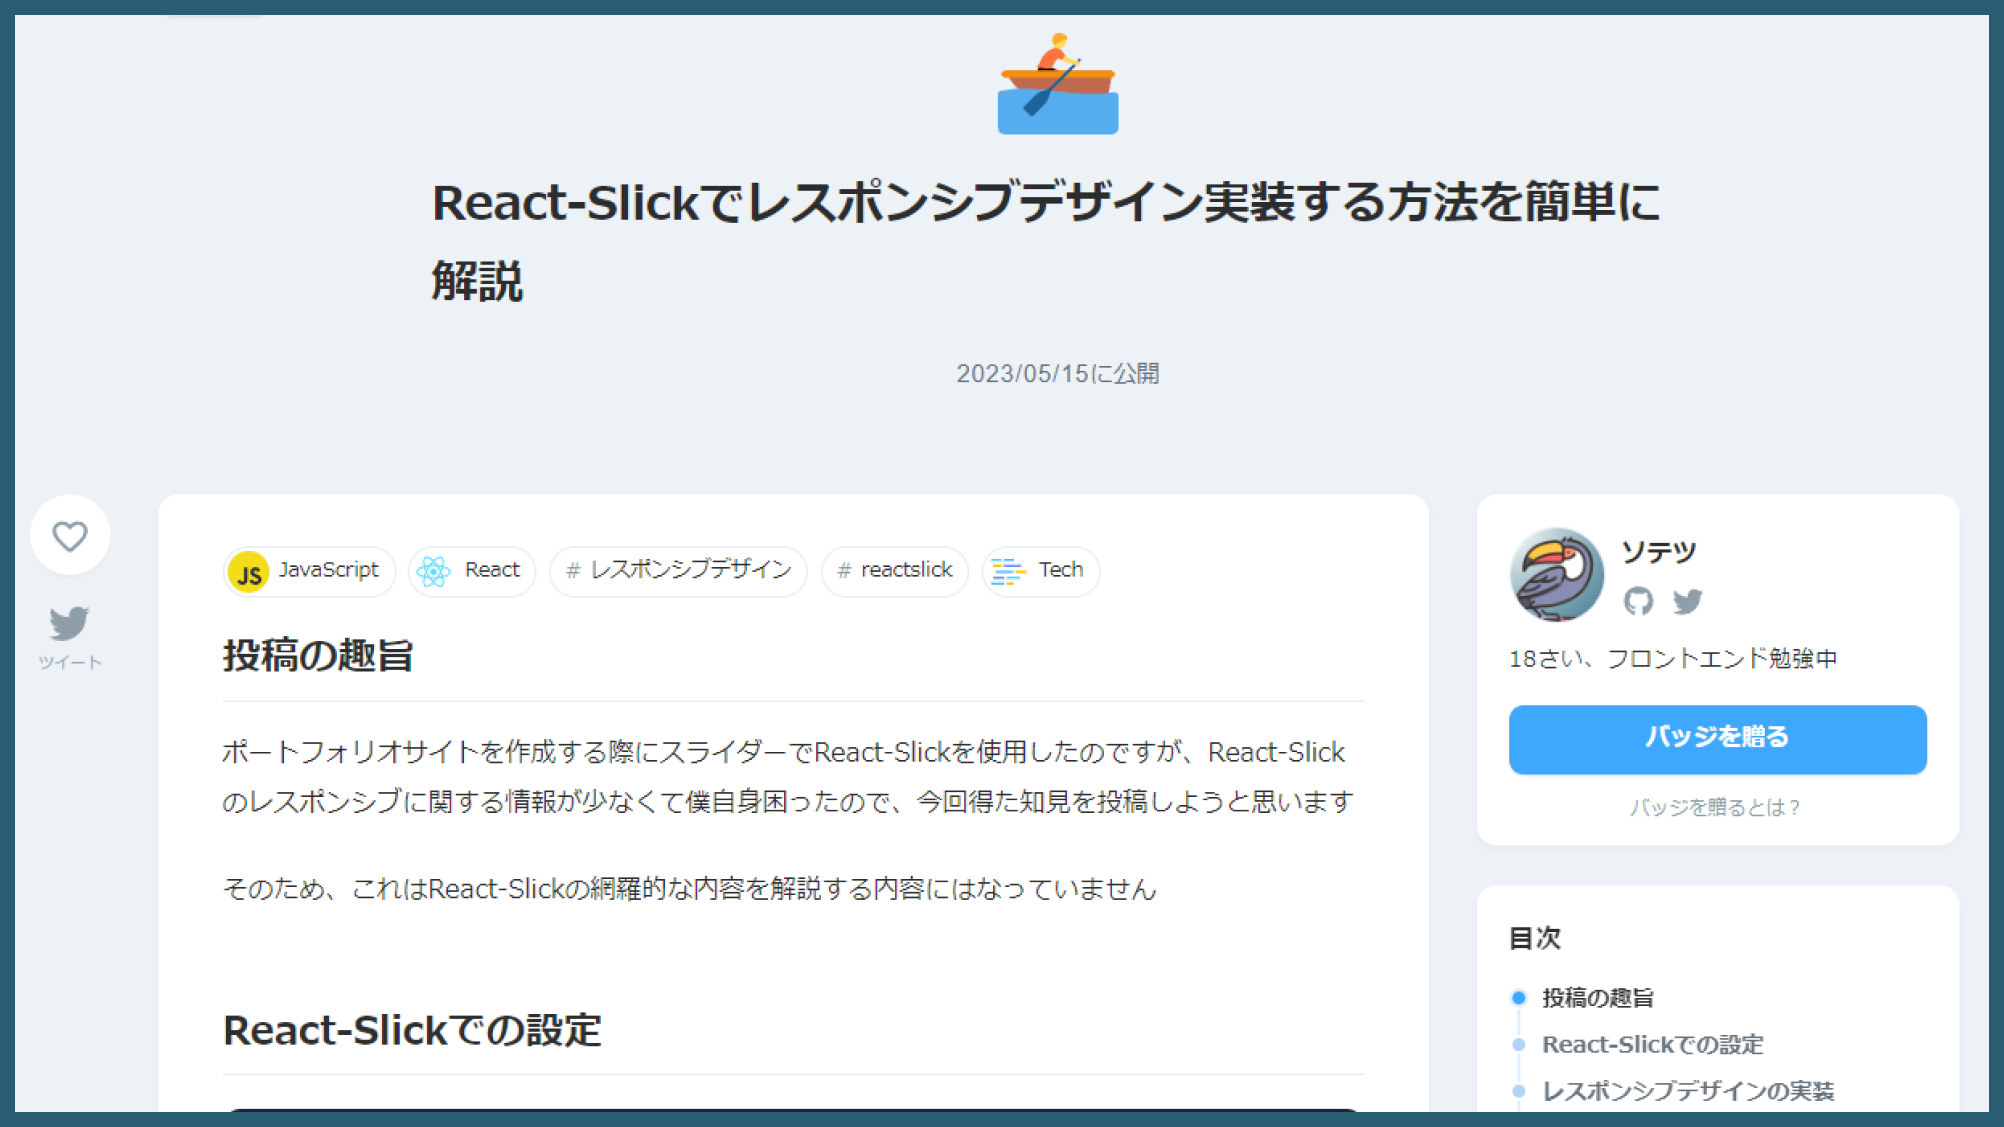 React-Slickでレスポンシブデザイン実装する方法を簡単に
解説
2023/05/15に公開
ツイート
JS JavaScript
React
# レスポンシブデザイン
# reactslick
Tech
投稿の趣旨
ポートフォリオサイトを作成する際にスライダーでReact-Slickを使用したのですが、React-Slick
のレスポンシブに関する情報が少なくて僕自身困ったので、今回得た知見を投稿しようと思います
そのため、これはReact-Slickの網羅的な内容を解説する内容にはなっていません
React-Slickでの設定
ソテツ
18さい、フロントエンド勉強中
バッジを贈る
バッジを贈るとは？
目次
投稿の趣旨
React-Slickでの設定
レスポンシブデザインの実装